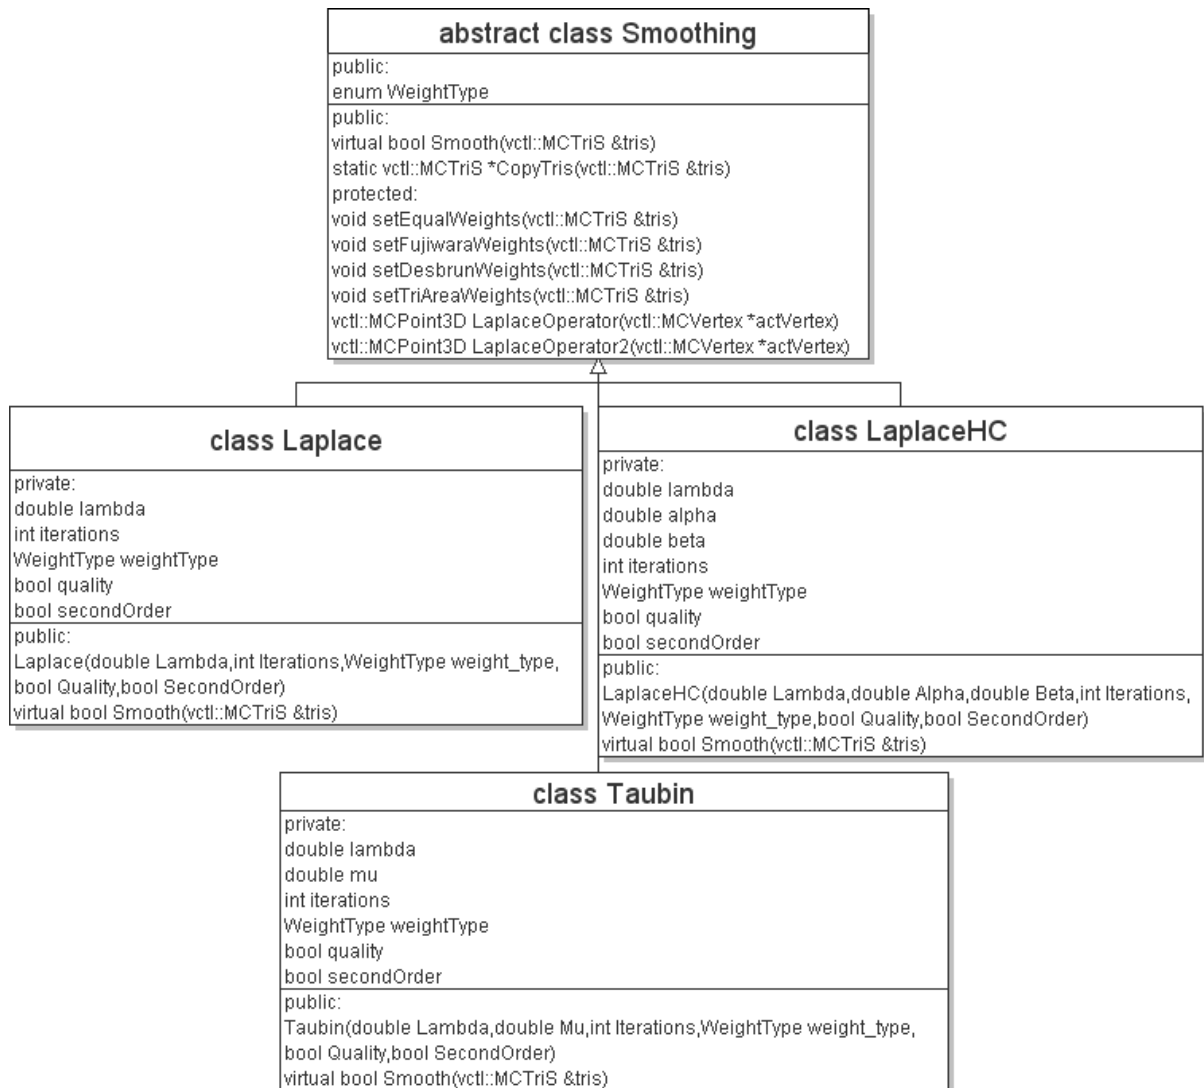 abstract class Smoothing
public:
enum WeightType
public:
virtual bool Smooth(vctl::MCTriS &tris)
static vctl::MCTriS *CopyTris(vctl::MCTriS &tris)
protected:
void setEqualWeights(vctl::MCTriS &tris)
void setFujiwaraWeights(vctl::MCTriS &tris)
void setDesbrunWeights(vctl::MCTriS &tris)
void setTriAreaWeights(vctl::MCTriS &tris)
vctl::MCPoint3D LaplaceOperator(vctl::MCVertex *actVertex)
vctl::MCPoint3D LaplaceOperator2(vctl::MCVertex *actVertex)
class Laplace
private:
double lambda
int iterations
WeightType weightType
bool quality
bool secondOrder
public:
Laplace(double Lambda,int Iterations,WeightType weight_type,
bool Quality,bool SecondOrder)
virtual bool Smooth(vctl::MCTriS &tris)
class LaplaceHC
private:
double lambda
double alpha
double beta
int iterations
WeightType weightType
bool quality
bool secondOrder
public:
LaplaceHC(double Lambda,double Alpha,double Beta,int Iterations,
WeightType weight_type,bool Quality,bool SecondOrder)
virtual bool Smooth(vctl::MCTriS &tris)
class Taubin
private:
double lambda
double mu
int iterations
WeightType weightType
bool quality
bool secondOrder
public:
Taubin(double Lambda,double Mu,int Iterations,WeightType weight_type,
bool Quality,bool SecondOrder)
virtual bool Smooth(vctl::MCTriS &tris)